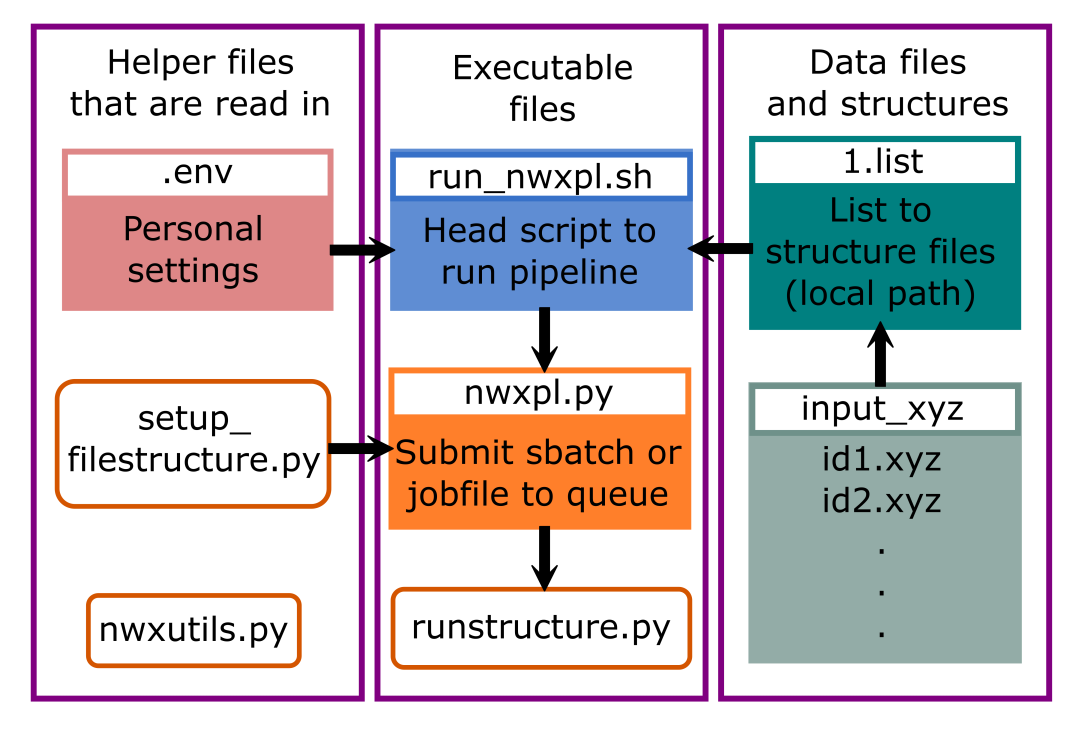 Helper files
that are read in
.env
Personal
settings
setup_
filestructure.py
nwxutils.py
Executable
files
run_nwxpl.sh
Head script to
run pipeline
nwxpl.py
Submit sbatch or
jobfile to queue
runstructure.py
Data files
and structures
1.list
List to
structure files
(local path)
input_xyz
id1.xyz
id2.xyz
.
.
.